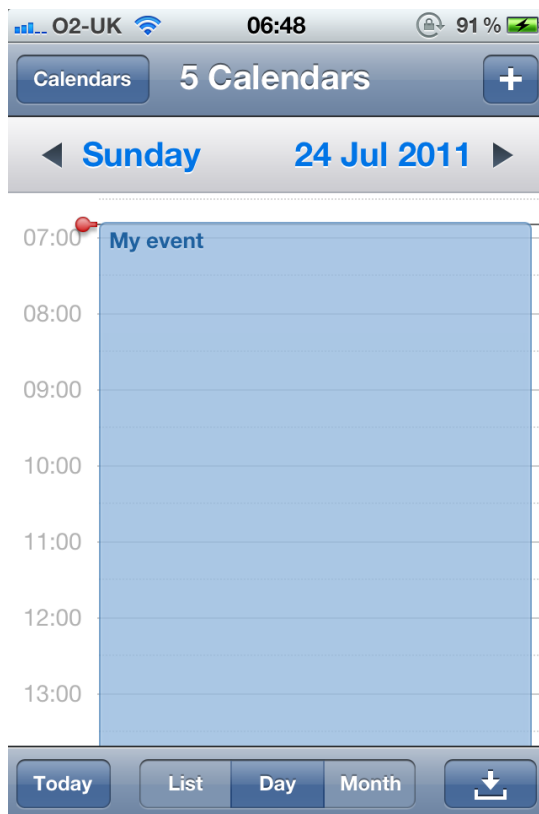 O2-UK 06:48 91 %
Calendars 5 Calendars +
Sunday 24 Jul 2011
07:00 My event
08:00
09:00
10:00
11:00
12:00
13:00
Today List Day Month